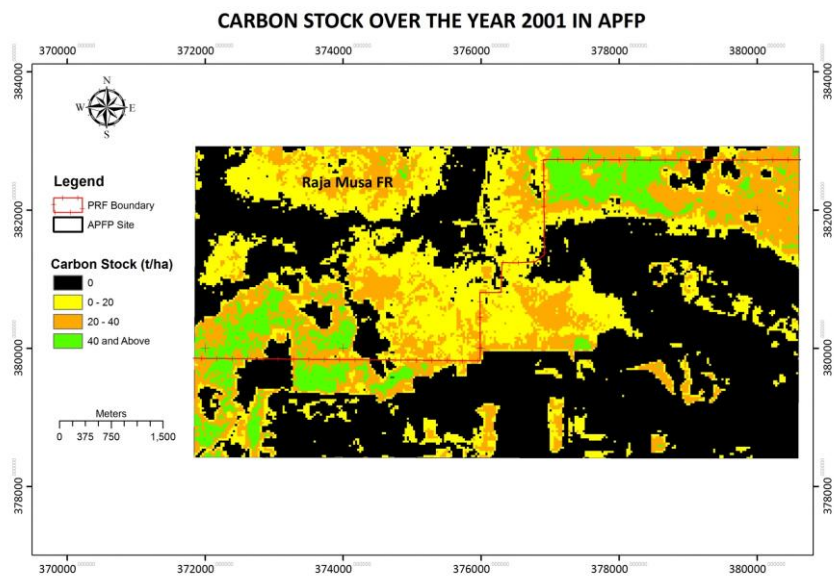 CARBON STOCK OVER THE YEAR 2001 IN APFP
370000 372000 374000 376000 378000 380000
384000 384000
N
W E
S
Raja Musa FR
Legend
PRF Boundary
APFP Site
382000 382000
Carbon Stock (t/ha)
0
0 - 20
20 - 40
40 and Above
380000 380000
Meters
0 375 750 1,500
378000 378000
370000 372000 374000 376000 378000 380000